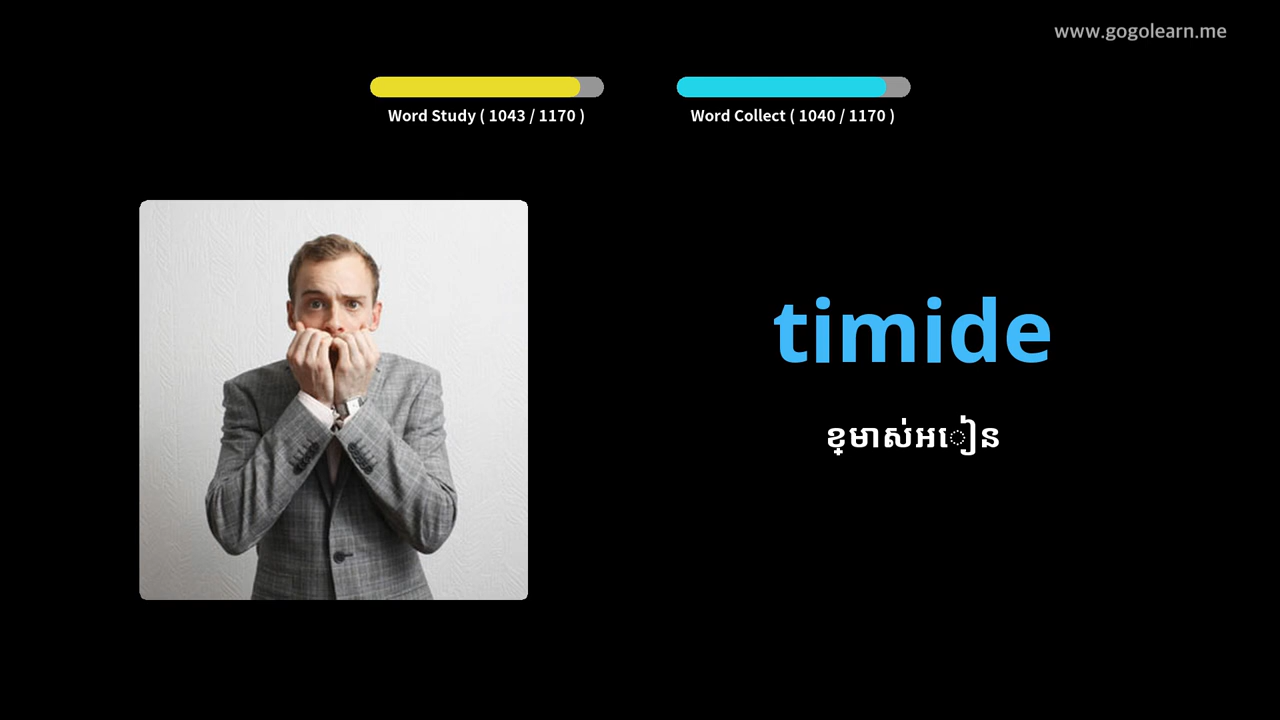 www.gogolearn.me
Word Study ( 1043 / 1170 )
Word Collect ( 1040 / 1170 )
timide
ខ្មាស់អៀន